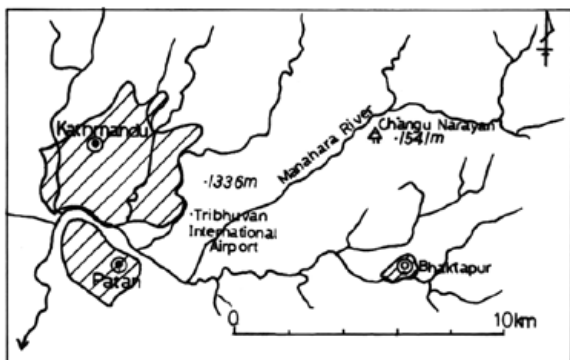 Kathmandu
Manahara River
Changu Narayan
·1541m
·1336m
·Tribhuvan
International
Airport
Patan
Bhaktapur
0
10km